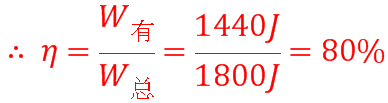 ∴ η = W有/W总 = 1440J/1800J = 80%